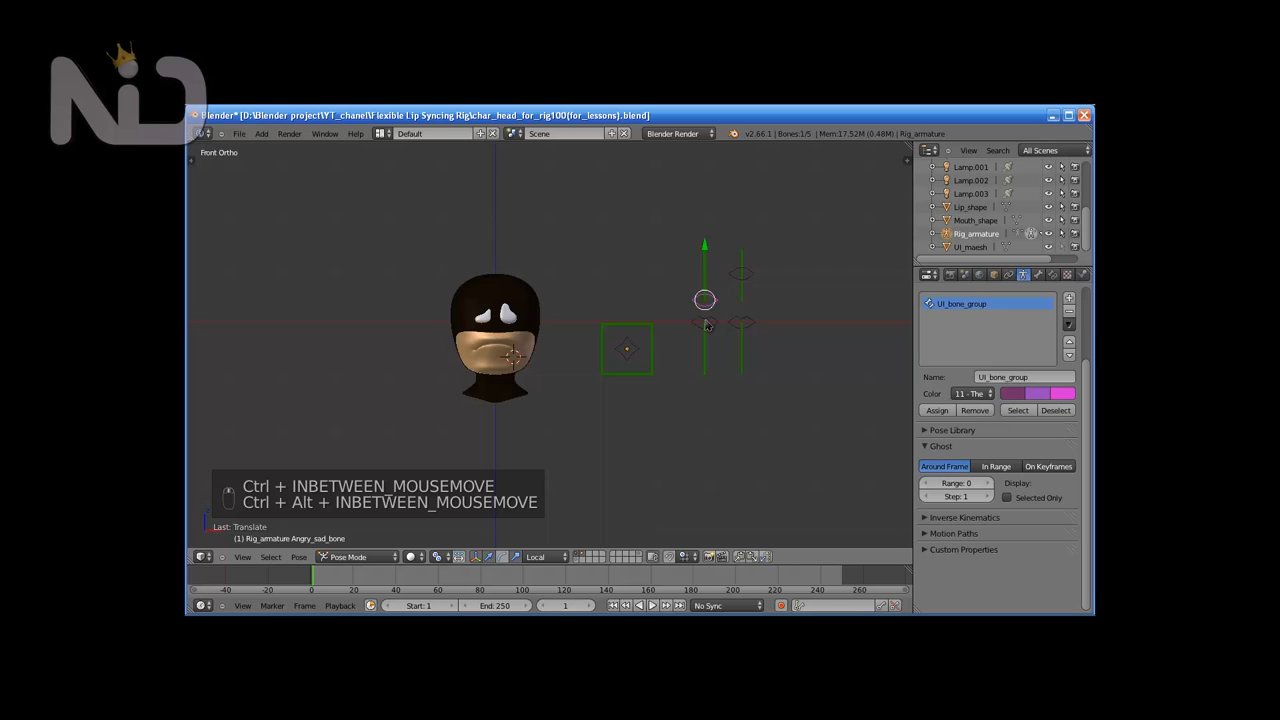 NiD
Blender* [D:\Blender project\YT_chanel\Flexible Lip Syncing Rig\char_head_for_rig100(for_lessons).blend]
File Add Render Window Help Default Scene Blender Render v2.66.1 | Bones:1/5 | Mem:17.52M (0.48M) | Rig_armature
Front Ortho
View Search All Scenes
Lamp.001
Lamp.002
Lamp.003
Lip_shape
Mouth_shape
Rig_armature
UI_maesh
UI_bone_group
Name: UI_bone_group
Color 11 - The
Assign Remove Select Deselect
Pose Library
Ghost
Around Frame In Range On Keyframes
Range: 0 Display:
Step: 1 Selected Only
Inverse Kinematics
Motion Paths
Custom Properties
Ctrl + INBETWEEN_MOUSEMOVE
Ctrl + Alt + INBETWEEN_MOUSEMOVE
Last: Translate
(1) Rig_armature Angry_sad_bone
View Select Pose Pose Mode Local
-40 -20 0 20 40 60 80 100 120 140 160 180 200 220 240 260
View Marker Frame Playback Start: 1 End: 250 1 No Sync